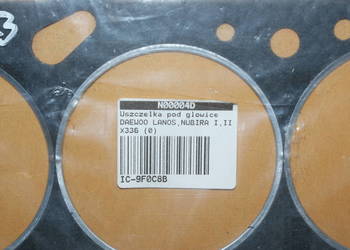 N00004D
Uszczelka pod glowice
DAEWOO LANOS,NUBIRA I,II
X336 (0)
IC-9F0C8B